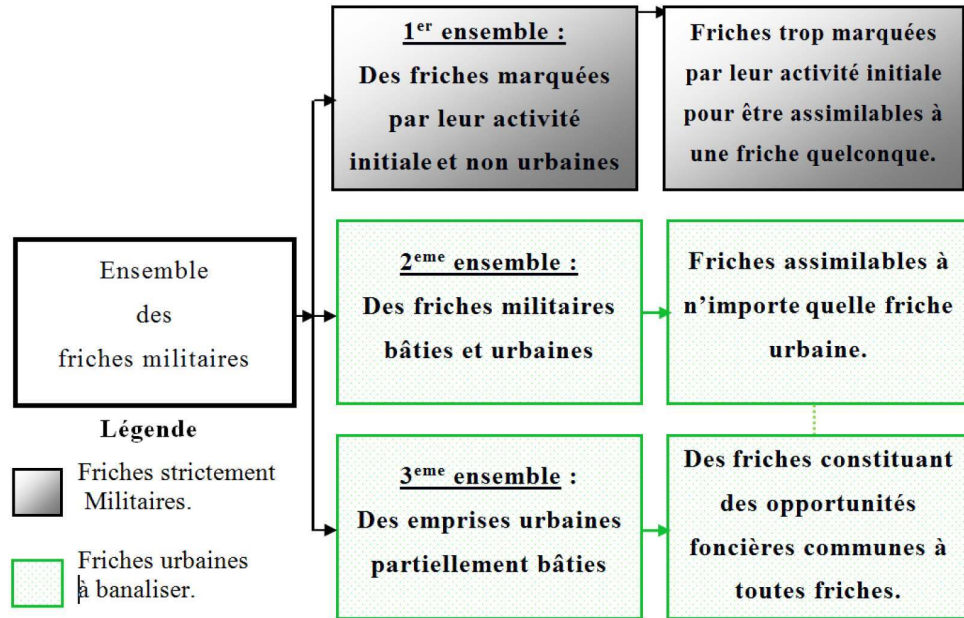 1er ensemble :
Des friches marquées
par leur activité
initiale et non urbaines
Friches trop marquées
par leur activité initiale
pour être assimilables à
une friche quelconque.
Ensemble
des
friches militaires
2eme ensemble :
Des friches militaires
bâties et urbaines
Friches assimilables à
n’importe quelle friche
urbaine.
3eme ensemble :
Des emprises urbaines
partiellement bâties
Des friches constituant
des opportunités
foncières communes à
toutes friches.
Légende
Friches strictement
Militaires.
Friches urbaines
à banaliser.